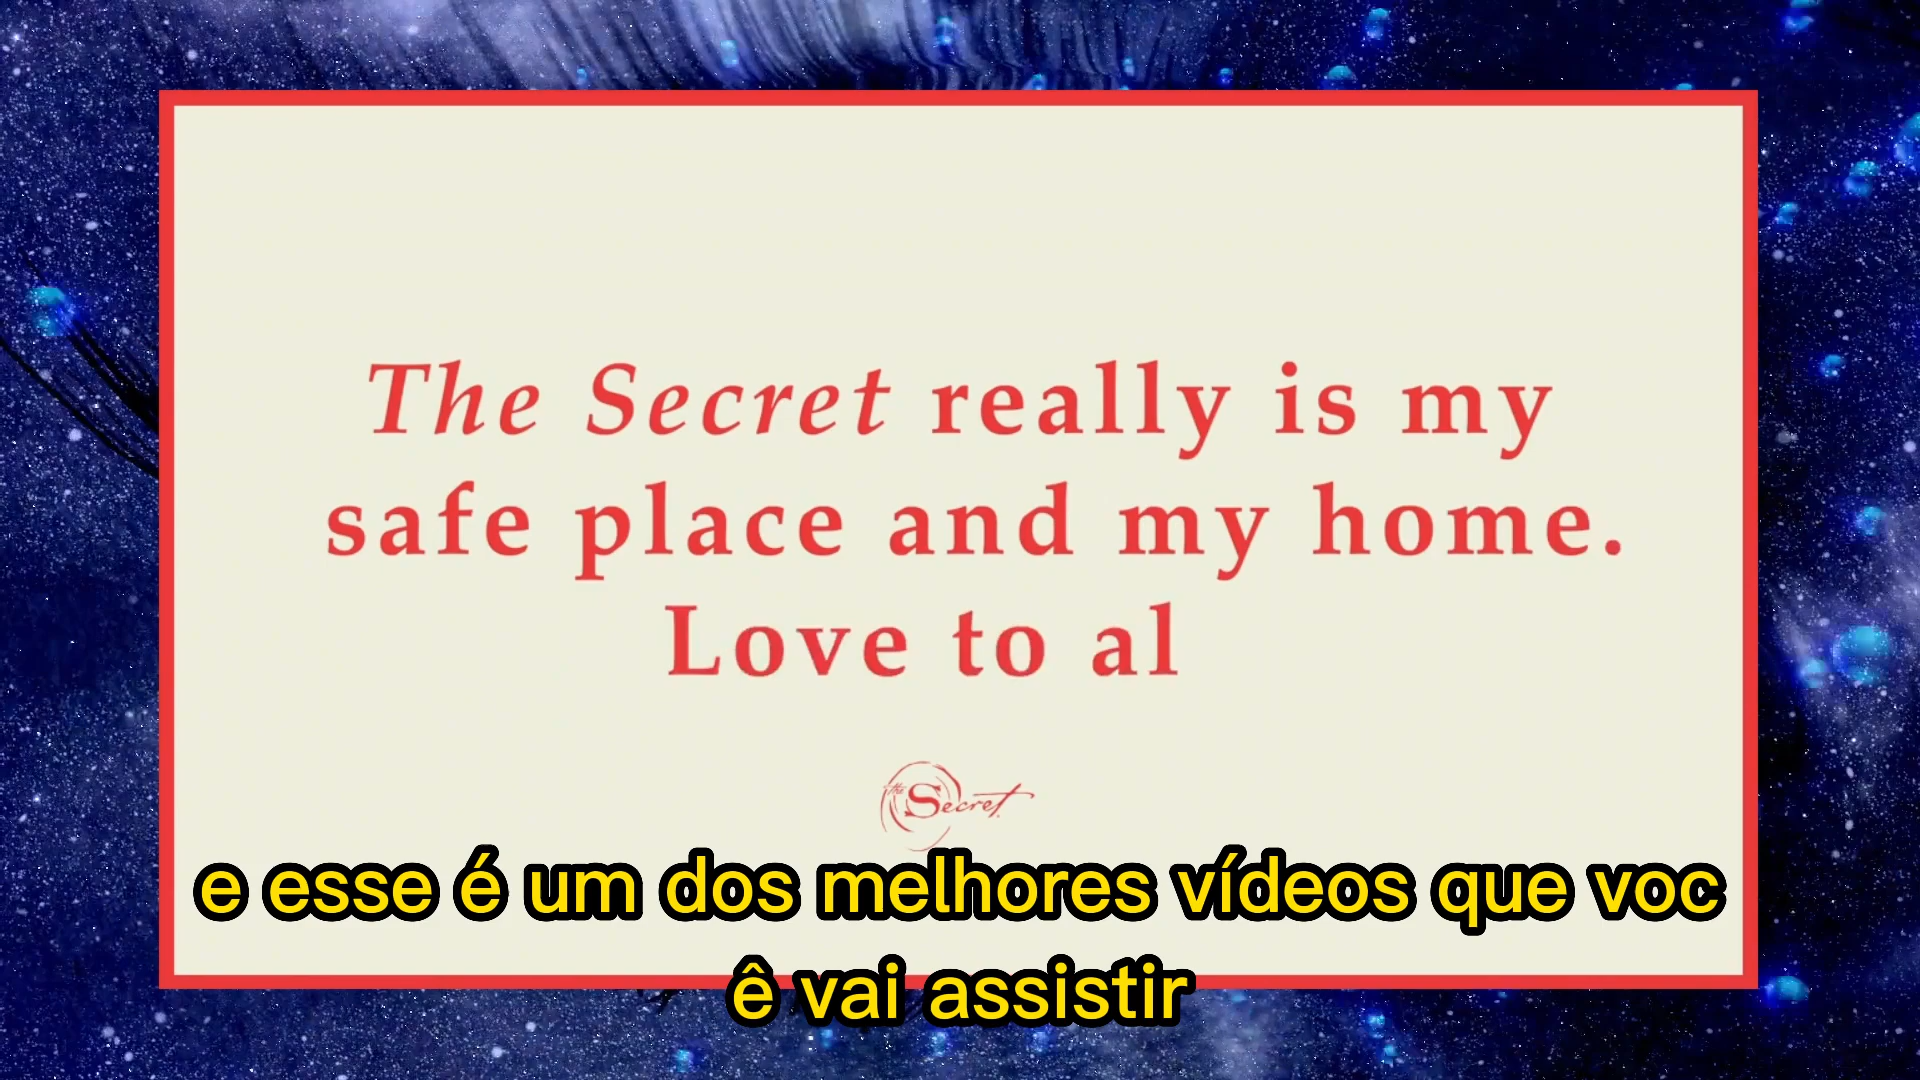 The Secret really is my
safe place and my home.
Love to al
the Secret
e esse é um dos melhores vídeos que voc
ê vai assistir